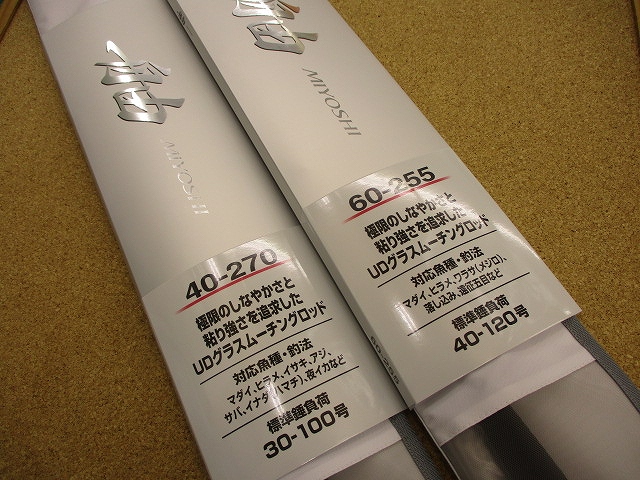 舳
MIYOSHI
40-270
極限のしなやかさと
粘り強さを追求した
UDグラスムーチングロッド
対応魚種・釣法
マダイ、ヒラメ、イサキ、アジ、
サバ、イナダ(ハマチ)、夜イカなど
標準錘負荷
30-100号
舳
MIYOSHI
60-255
極限のしなやかさと
粘り強さを追求した
UDグラスムーチングロッド
対応魚種・釣法
マダイ、ヒラメ、ワラサ(メジロ)、
落し込み、遠征五目など
標準錘負荷
40-120号
60-255